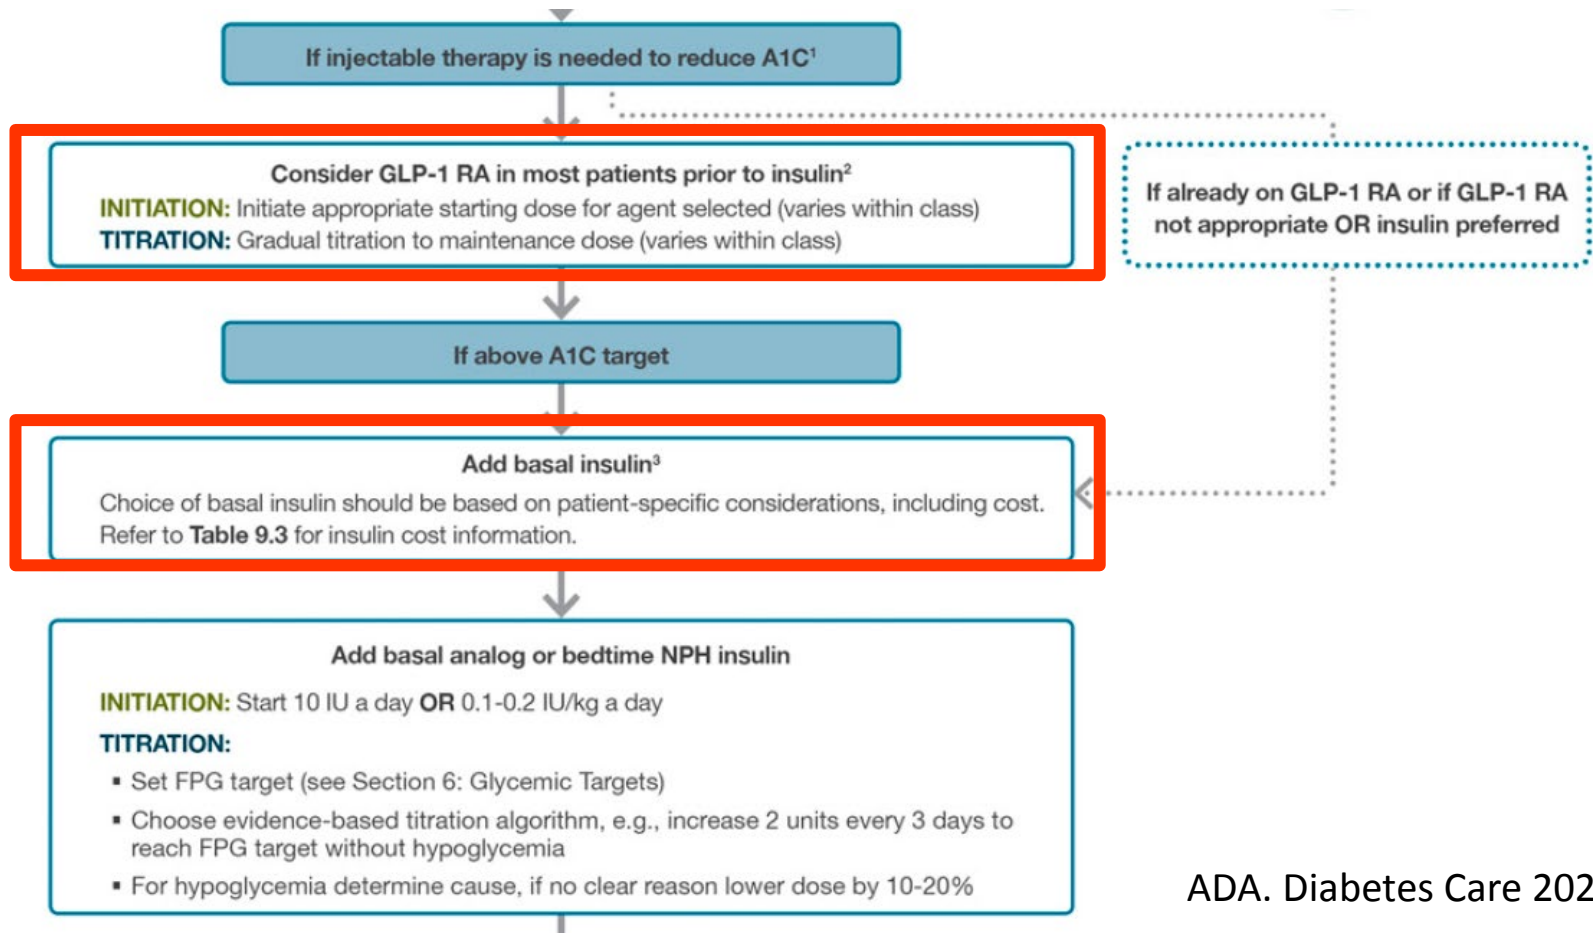 If injectable therapy is needed to reduce A1C¹
Consider GLP-1 RA in most patients prior to insulin²
INITIATION: Initiate appropriate starting dose for agent selected (varies within class)
TITRATION: Gradual titration to maintenance dose (varies within class)
If already on GLP-1 RA or if GLP-1 RA
not appropriate OR insulin preferred
If above A1C target
Add basal insulin³
Choice of basal insulin should be based on patient-specific considerations, including cost.
Refer to Table 9.3 for insulin cost information.
Add basal analog or bedtime NPH insulin
INITIATION: Start 10 IU a day OR 0.1-0.2 IU/kg a day
TITRATION:
▪ Set FPG target (see Section 6: Glycemic Targets)
▪ Choose evidence-based titration algorithm, e.g., increase 2 units every 3 days to
reach FPG target without hypoglycemia
▪ For hypoglycemia determine cause, if no clear reason lower dose by 10-20%
ADA. Diabetes Care 202